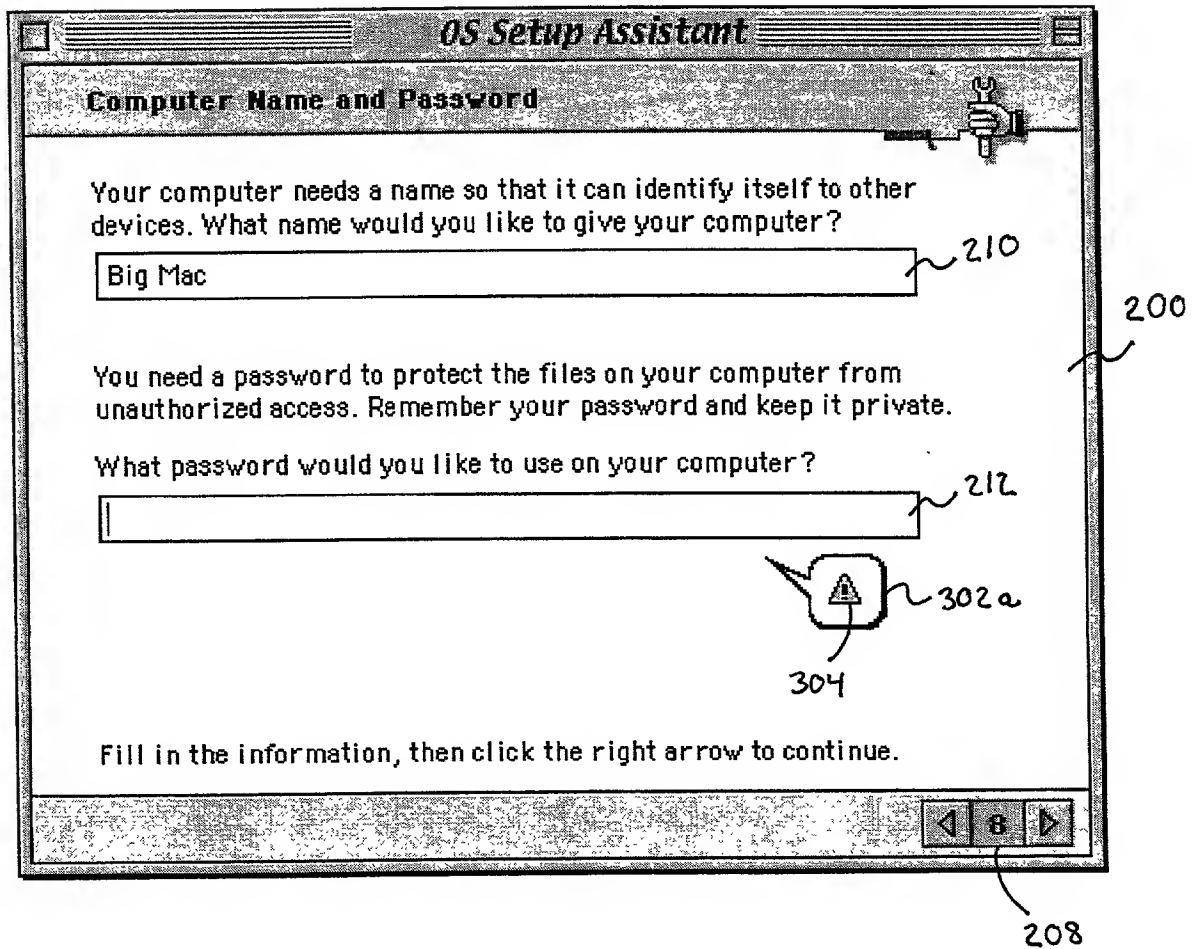 OS Setup Assistant
Computer Name and Password
Your computer needs a name so that it can identify itself to other
devices. What name would you like to give your computer?
Big Mac
210
200
You need a password to protect the files on your computer from
unauthorized access. Remember your password and keep it private.
What password would you like to use on your computer?
212
302a
304
Fill in the information, then click the right arrow to continue.
8
208